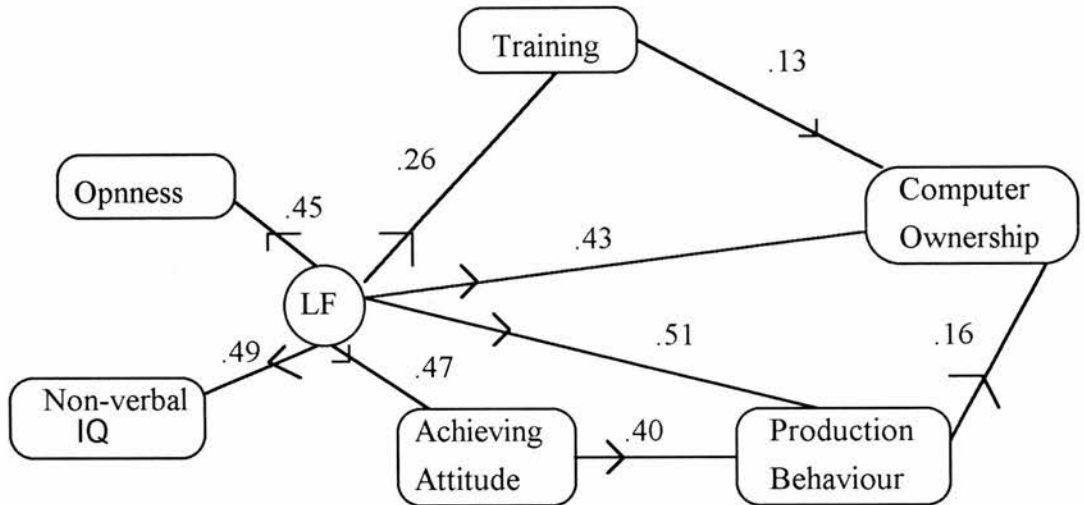 Training
.13
.26
Opnness
.45
Computer
Ownership
.43
LF
.51
.16
.49
.47
Non-verbal
IQ
Achieving
Attitude
.40
Production
Behaviour